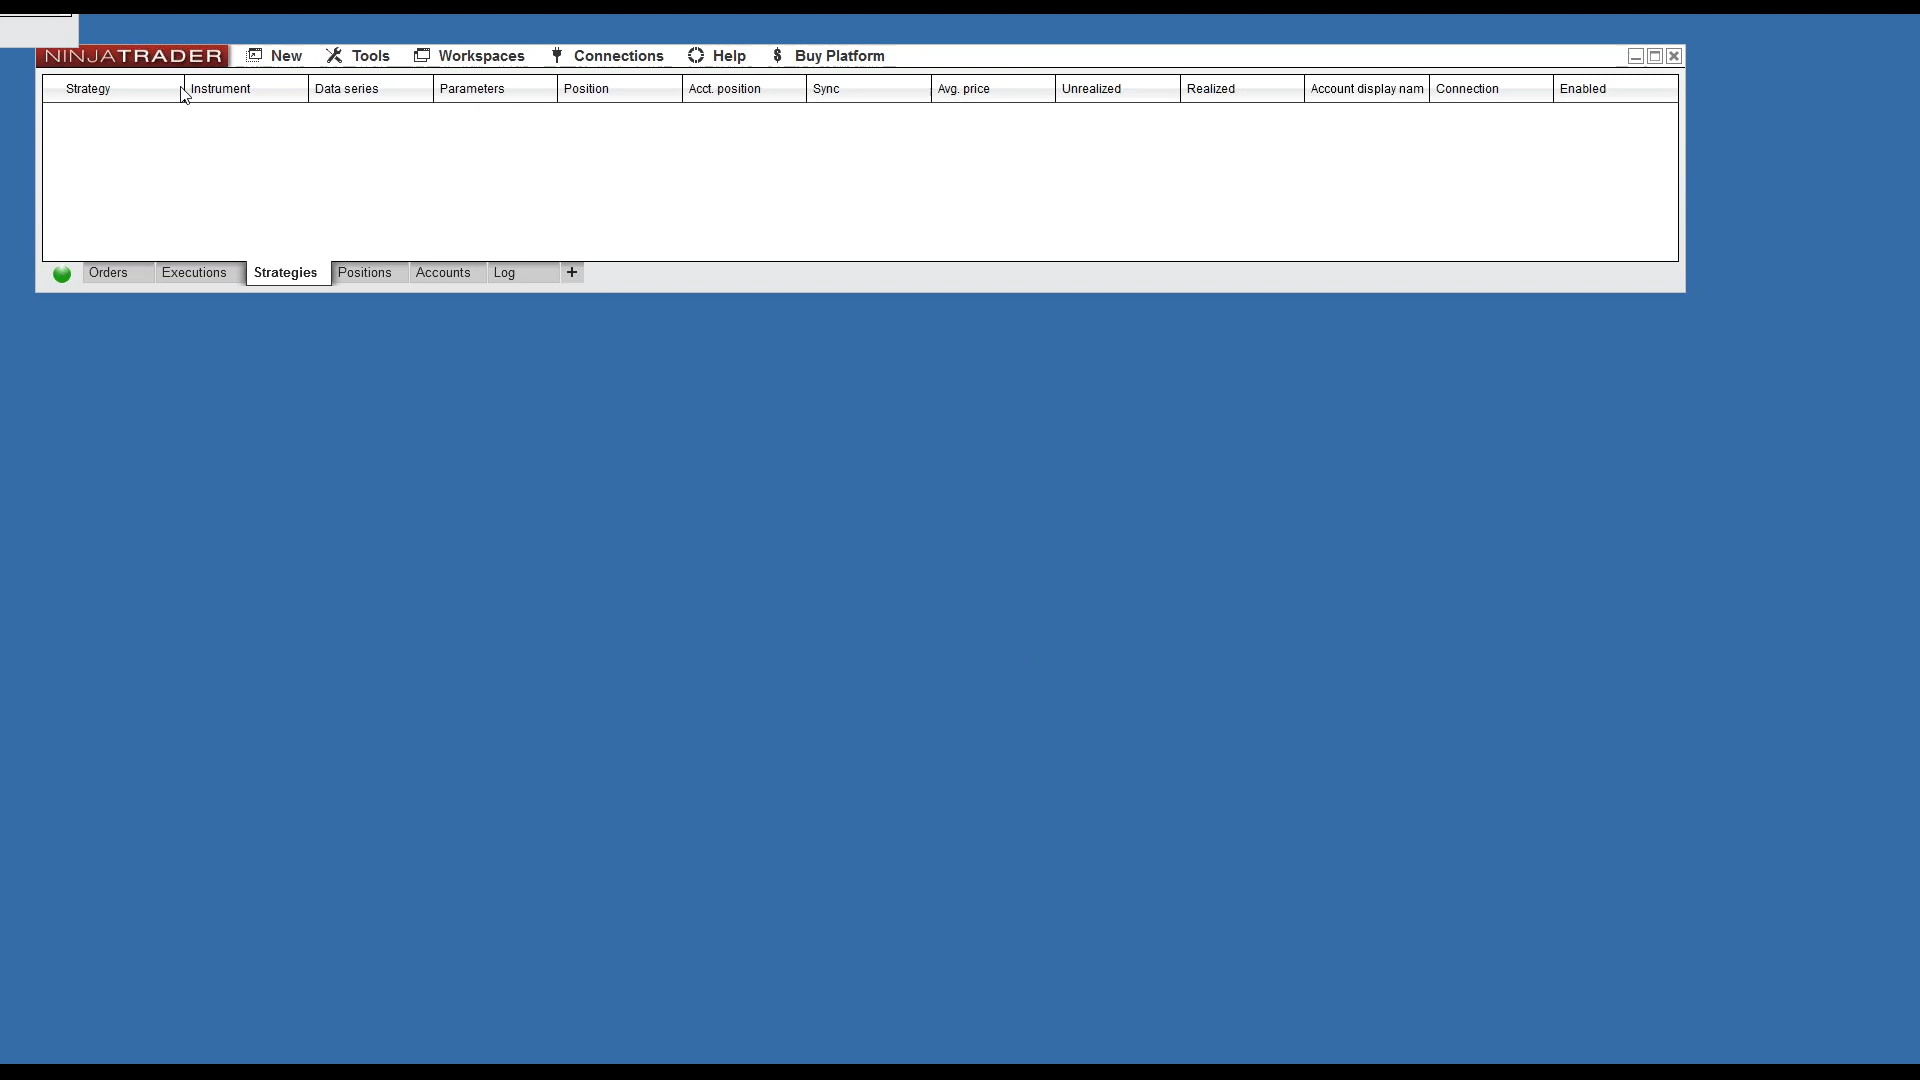 NINJATRADER New Tools Workspaces Connections Help $ Buy Platform
Strategy Instrument Data series Parameters Position Acct. position Sync Avg. price Unrealized Realized Account display nam Connection Enabled
Orders Executions Strategies Positions Accounts Log +